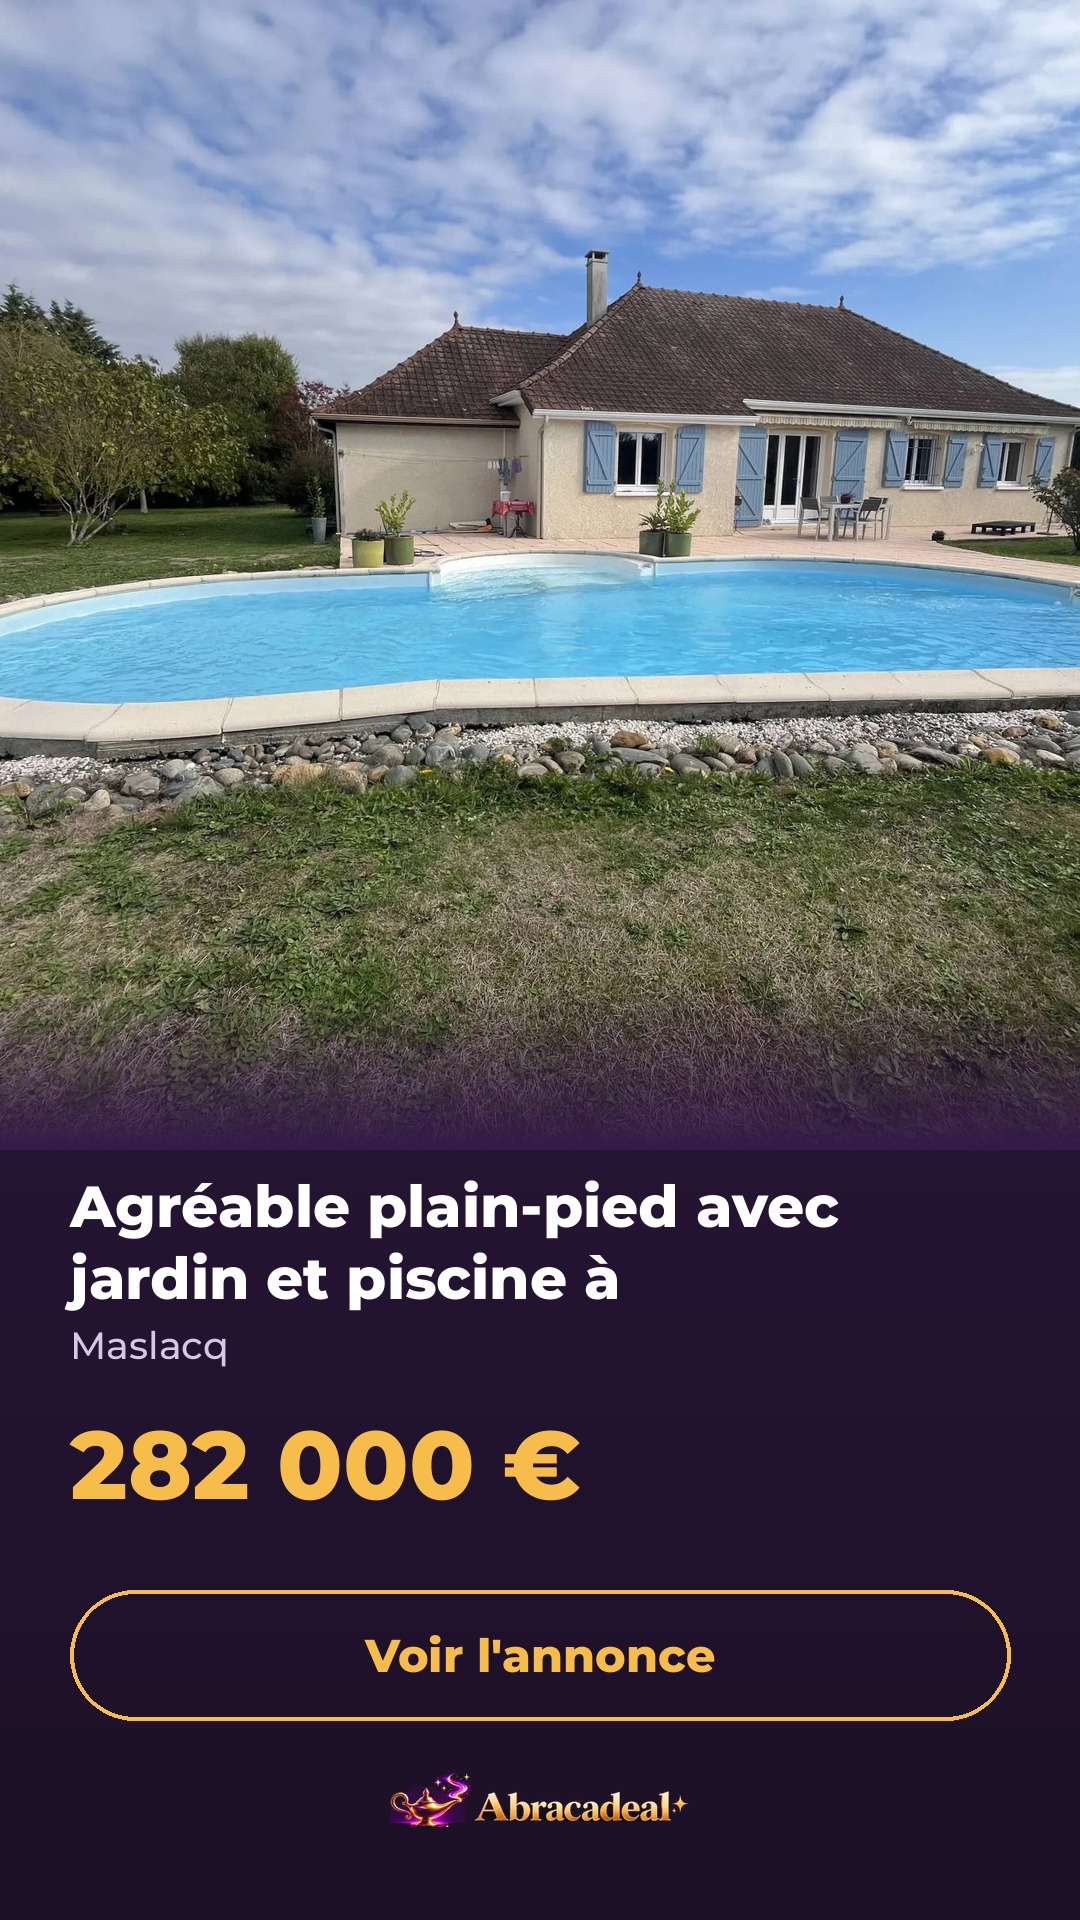 Agréable plain-pied avec
jardin et piscine à
Maslacq
282 000 €
Voir l'annonce
Abracadeal